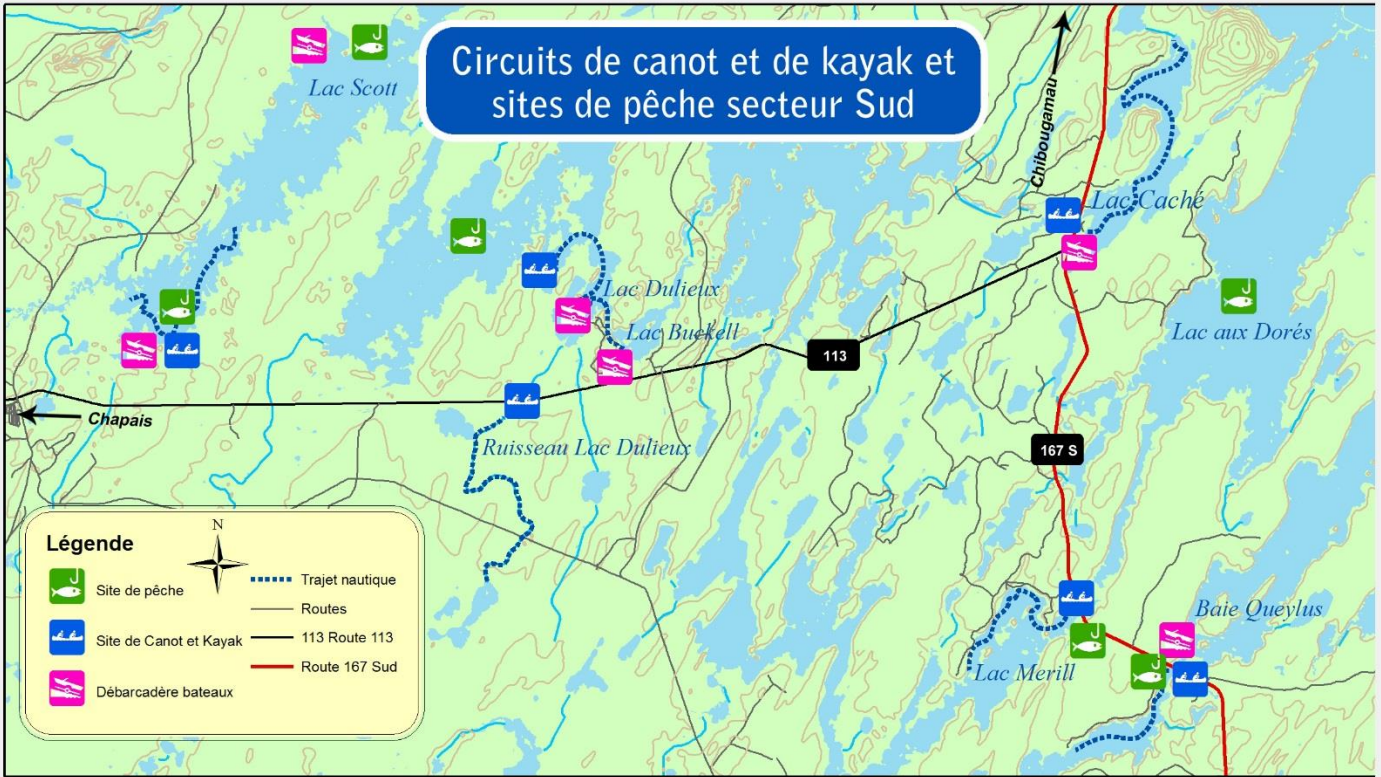 Circuits de canot et de kayak et
sites de pêche secteur Sud
Lac Scott
Chibougamau
Lac Caché
Lac Dulieux
Lac Buckell
Lac aux Dorés
113
Chapais
Ruisseau Lac Dulieux
167 S
Baie Queylus
Lac Merill
Légende
N
Site de pêche
Site de Canot et Kayak
Débarcadère bateaux
Trajet nautique
Routes
113 Route 113
Route 167 Sud